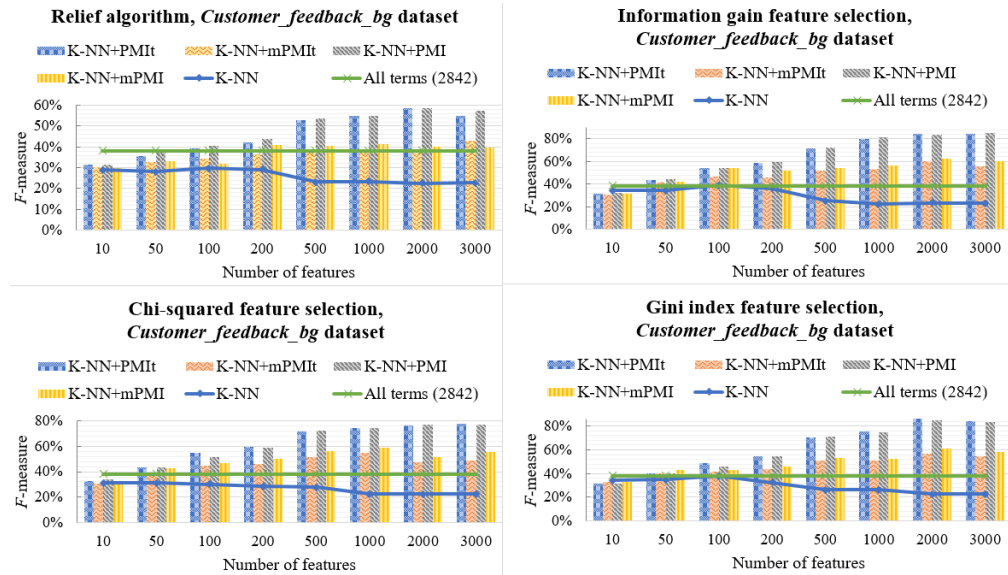 Relief algorithm, Customer_feedback_bg dataset
K-NN+PMIt K-NN+mPMIt K-NN+PMI
K-NN+mPMI K-NN All terms (2842)
60%
50%
40%
30%
20%
10%
0%
F-measure
10 50 100 200 500 1000 2000 3000
Number of features
Information gain feature selection,
Customer_feedback_bg dataset
K-NN+PMIt K-NN+mPMIt K-NN+PMI
K-NN+mPMI K-NN All terms (2842)
80%
60%
40%
20%
0%
F-measure
10 50 100 200 500 1000 2000 3000
Number of features
Chi-squared feature selection,
Customer_feedback_bg dataset
K-NN+PMIt K-NN+mPMIt K-NN+PMI
K-NN+mPMI K-NN All terms (2842)
80%
60%
40%
20%
0%
F-measure
10 50 100 200 500 1000 2000 3000
Number of features
Gini index feature selection,
Customer_feedback_bg dataset
K-NN+PMIt K-NN+mPMIt K-NN+PMI
K-NN+mPMI K-NN All terms (2842)
80%
60%
40%
20%
0%
F-measure
10 50 100 200 500 1000 2000 3000
Number of features